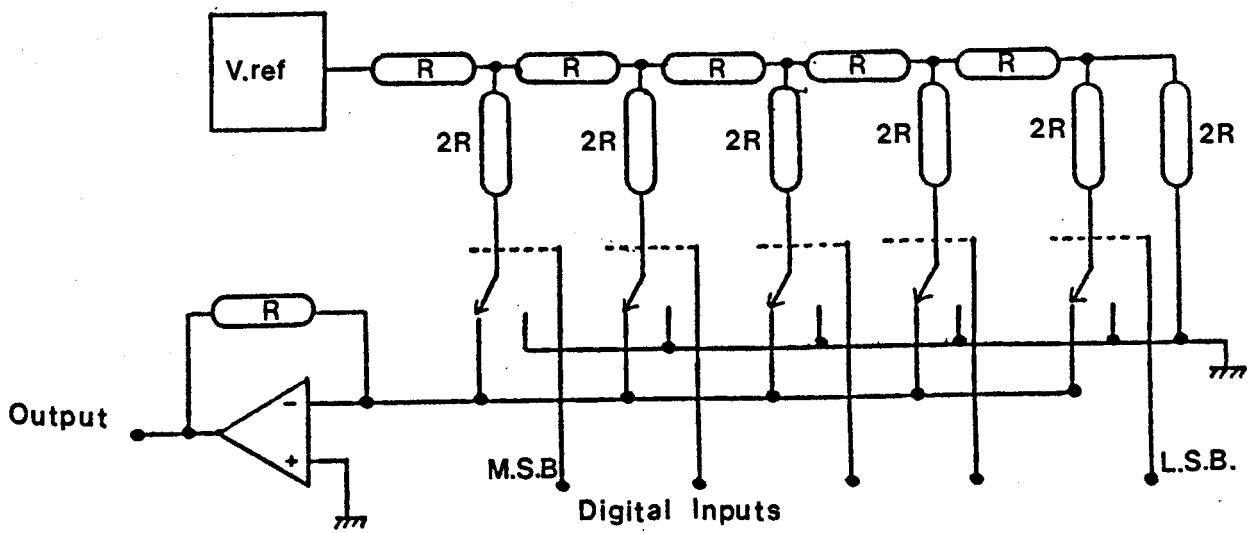 V.ref
R
R
R
R
R
2R
2R
2R
2R
2R
2R
R
-
+
Output
M.S.B
L.S.B.
Digital Inputs